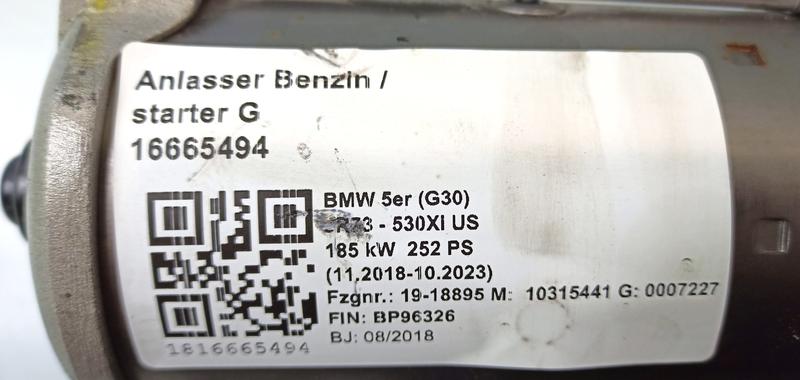 Anlasser Benzin /
starter G
16665494
BMW 5er (G30)
- 530XI US
185 kW 252 PS
(11.2018-10.2023)
Fzgnr.: 19-18895 M: 10315441 G: 0007227
FIN: BP96326
BJ: 08/2018
1816665494